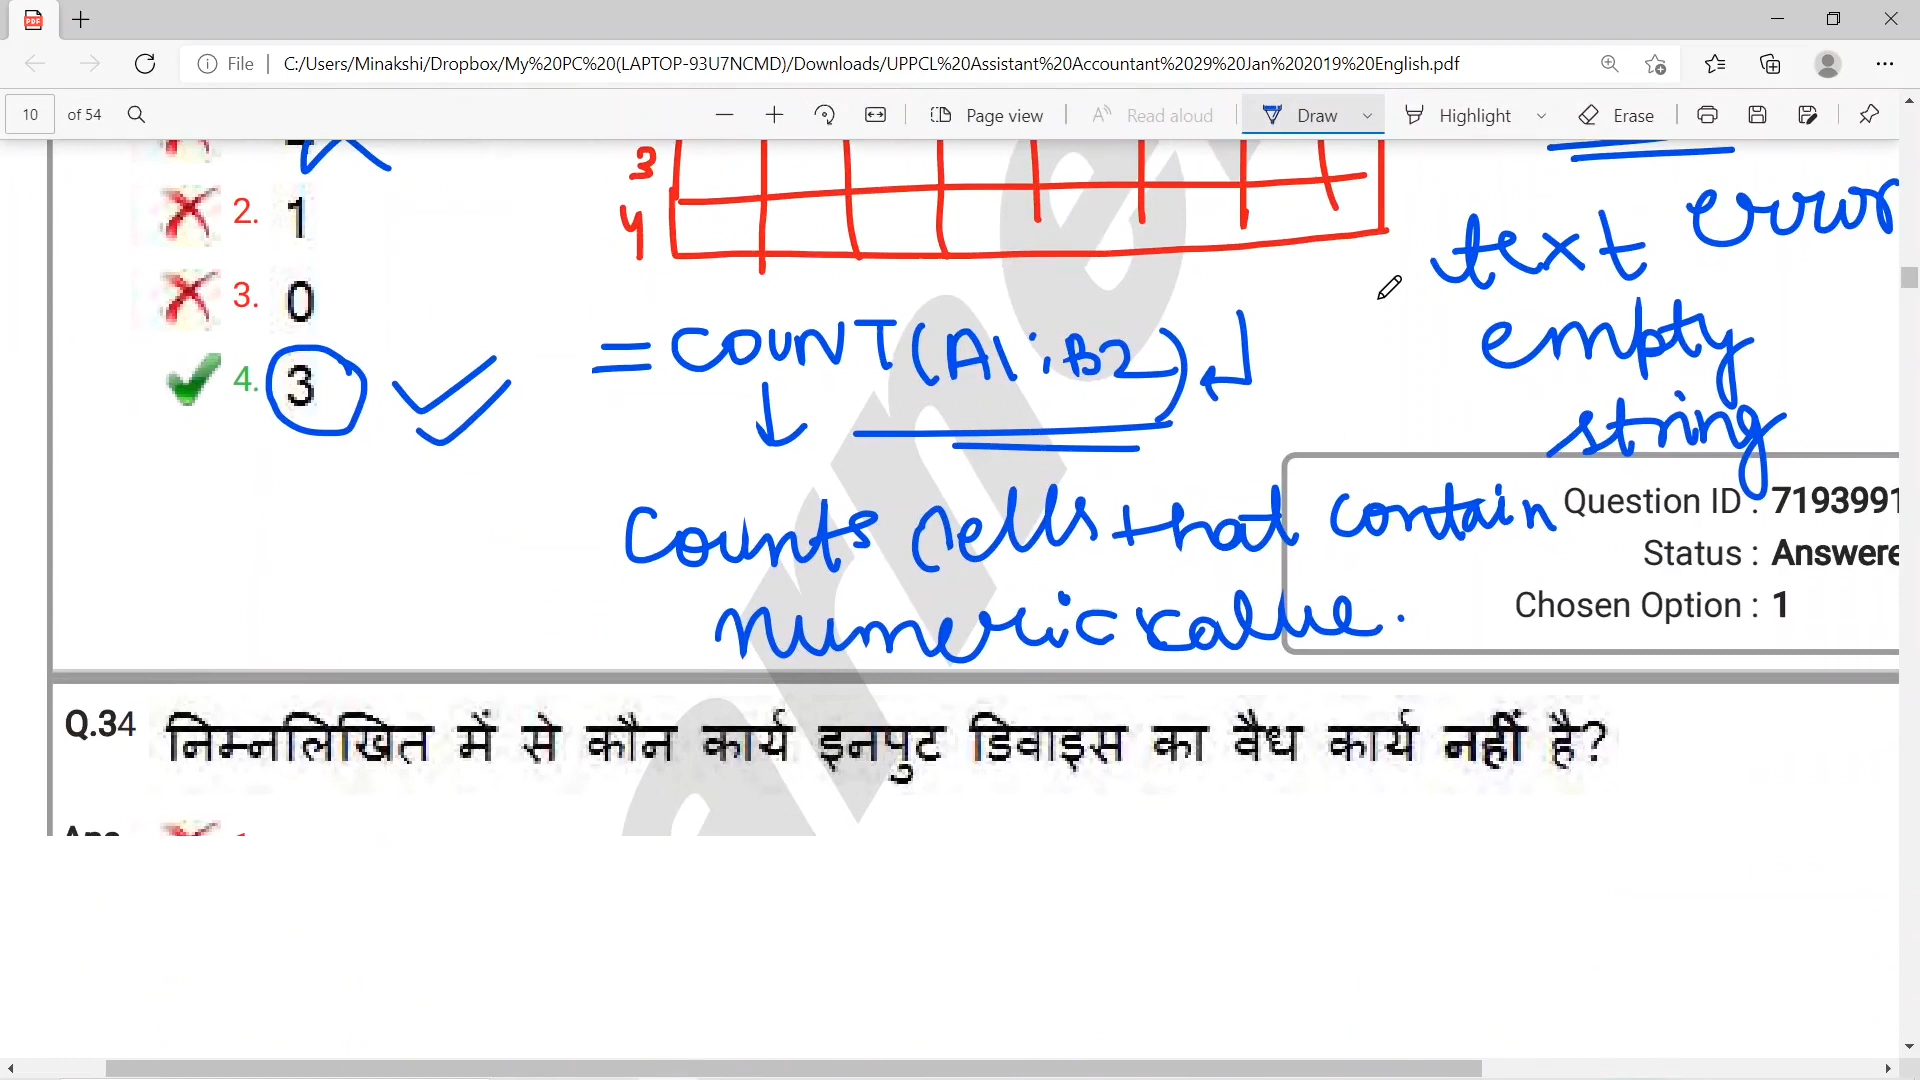 File C:/Users/Minakshi/Dropbox/My%20PC%20(LAPTOP-93U7NCMD)/Downloads/UPPCL%20Assistant%20Accountant%2029%20Jan%202019%20English.pdf
10 of 54 Page view Read aloud Draw Highlight Erase
3
4
2. 1
3. 0
4. 3
error
text
empty
string
=COUNT(A1:B2)
Counts cells that contain
numeric value.
Question ID : 7193991
Status : Answere
Chosen Option : 1
Q.34 निम्नलिखित में से कौन कार्य इनपुट डिवाइस का वैध कार्य नहीं है?